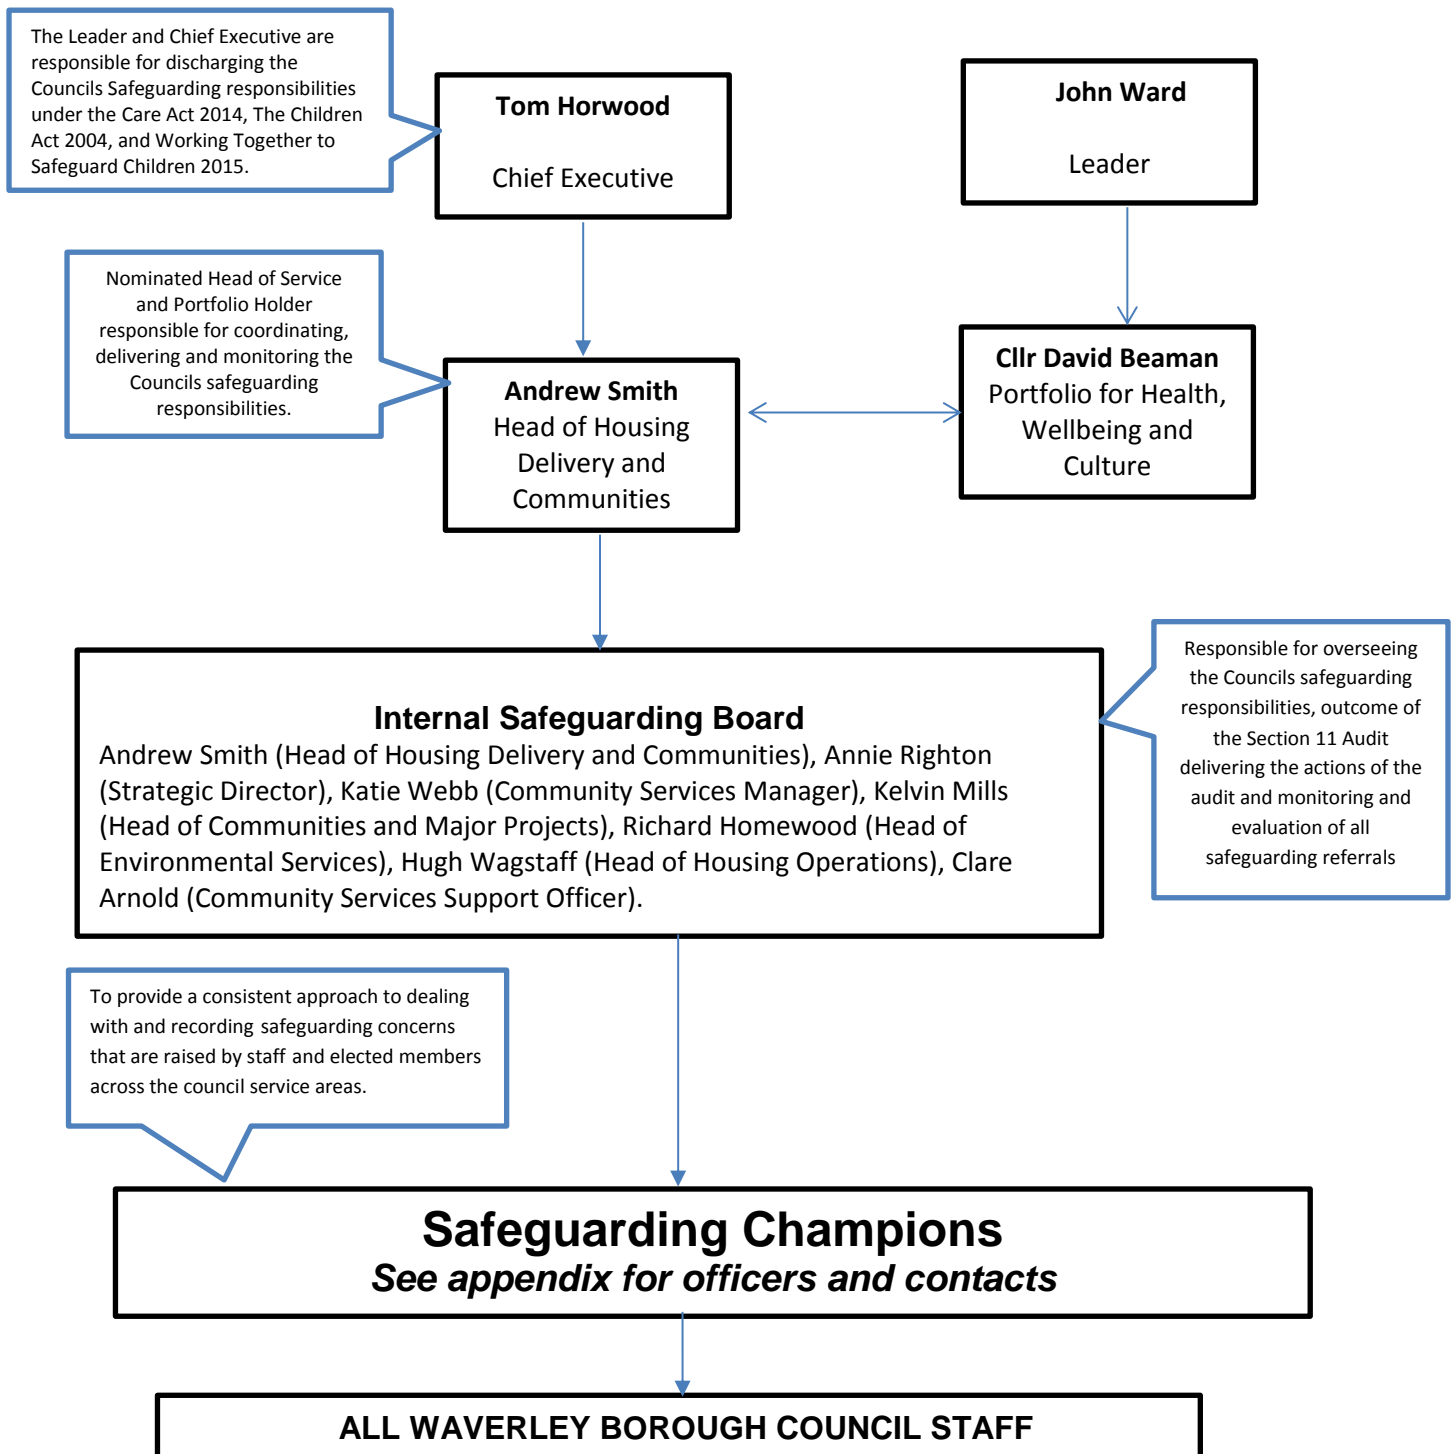 The Leader and Chief Executive are
responsible for discharging the
Councils Safeguarding responsibilities
under the Care Act 2014, The Children
Act 2004, and Working Together to
Safeguard Children 2015.
Tom Horwood
Chief Executive
John Ward
Leader
Nominated Head of Service
and Portfolio Holder
responsible for coordinating,
delivering and monitoring the
Councils safeguarding
responsibilities.
Andrew Smith
Head of Housing
Delivery and
Communities
Cllr David Beaman
Portfolio for Health,
Wellbeing and
Culture
Internal Safeguarding Board
Andrew Smith (Head of Housing Delivery and Communities), Annie Righton
(Strategic Director), Katie Webb (Community Services Manager), Kelvin Mills
(Head of Communities and Major Projects), Richard Homewood (Head of
Environmental Services), Hugh Wagstaff (Head of Housing Operations), Clare
Arnold (Community Services Support Officer).
Responsible for overseeing
the Councils safeguarding
responsibilities, outcome of
the Section 11 Audit
delivering the actions of the
audit and monitoring and
evaluation of all
safeguarding referrals
To provide a consistent approach to dealing
with and recording safeguarding concerns
that are raised by staff and elected members
across the council service areas.
Safeguarding Champions
See appendix for officers and contacts
ALL WAVERLEY BOROUGH COUNCIL STAFF